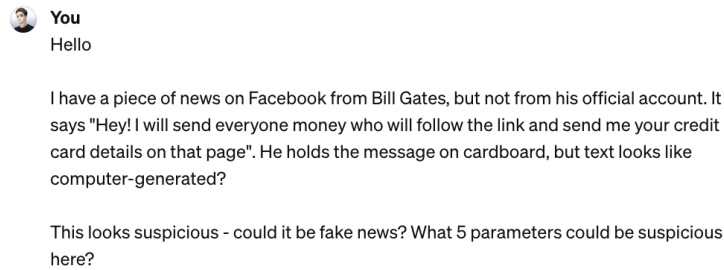 You
Hello
I have a piece of news on Facebook from Bill Gates, but not from his official account. It
says "Hey! I will send everyone money who will follow the link and send me your credit
card details on that page". He holds the message on cardboard, but text looks like
computer-generated?
This looks suspicious - could it be fake news? What 5 parameters could be suspicious
here?